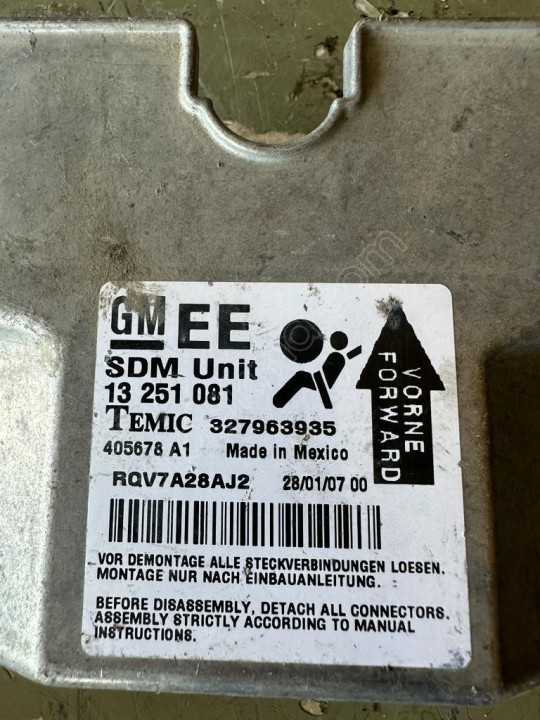 GM EE
SDM Unit
13 251 081
TEMIC 327963935
405678 A1 Made in Mexico
RQV7A28AJ2 28/01/07 00
VORNE
FORWARD
VOR DEMONTAGE ALLE STECKVERBINDUNGEN LOESEN.
MONTAGE NUR NACH EINBAUANLEITUNG.
BEFORE DISASSEMBLY, DETACH ALL CONNECTORS.
ASSEMBLY STRICTLY ACCORDING TO MANUAL
INSTRUCTIONS.